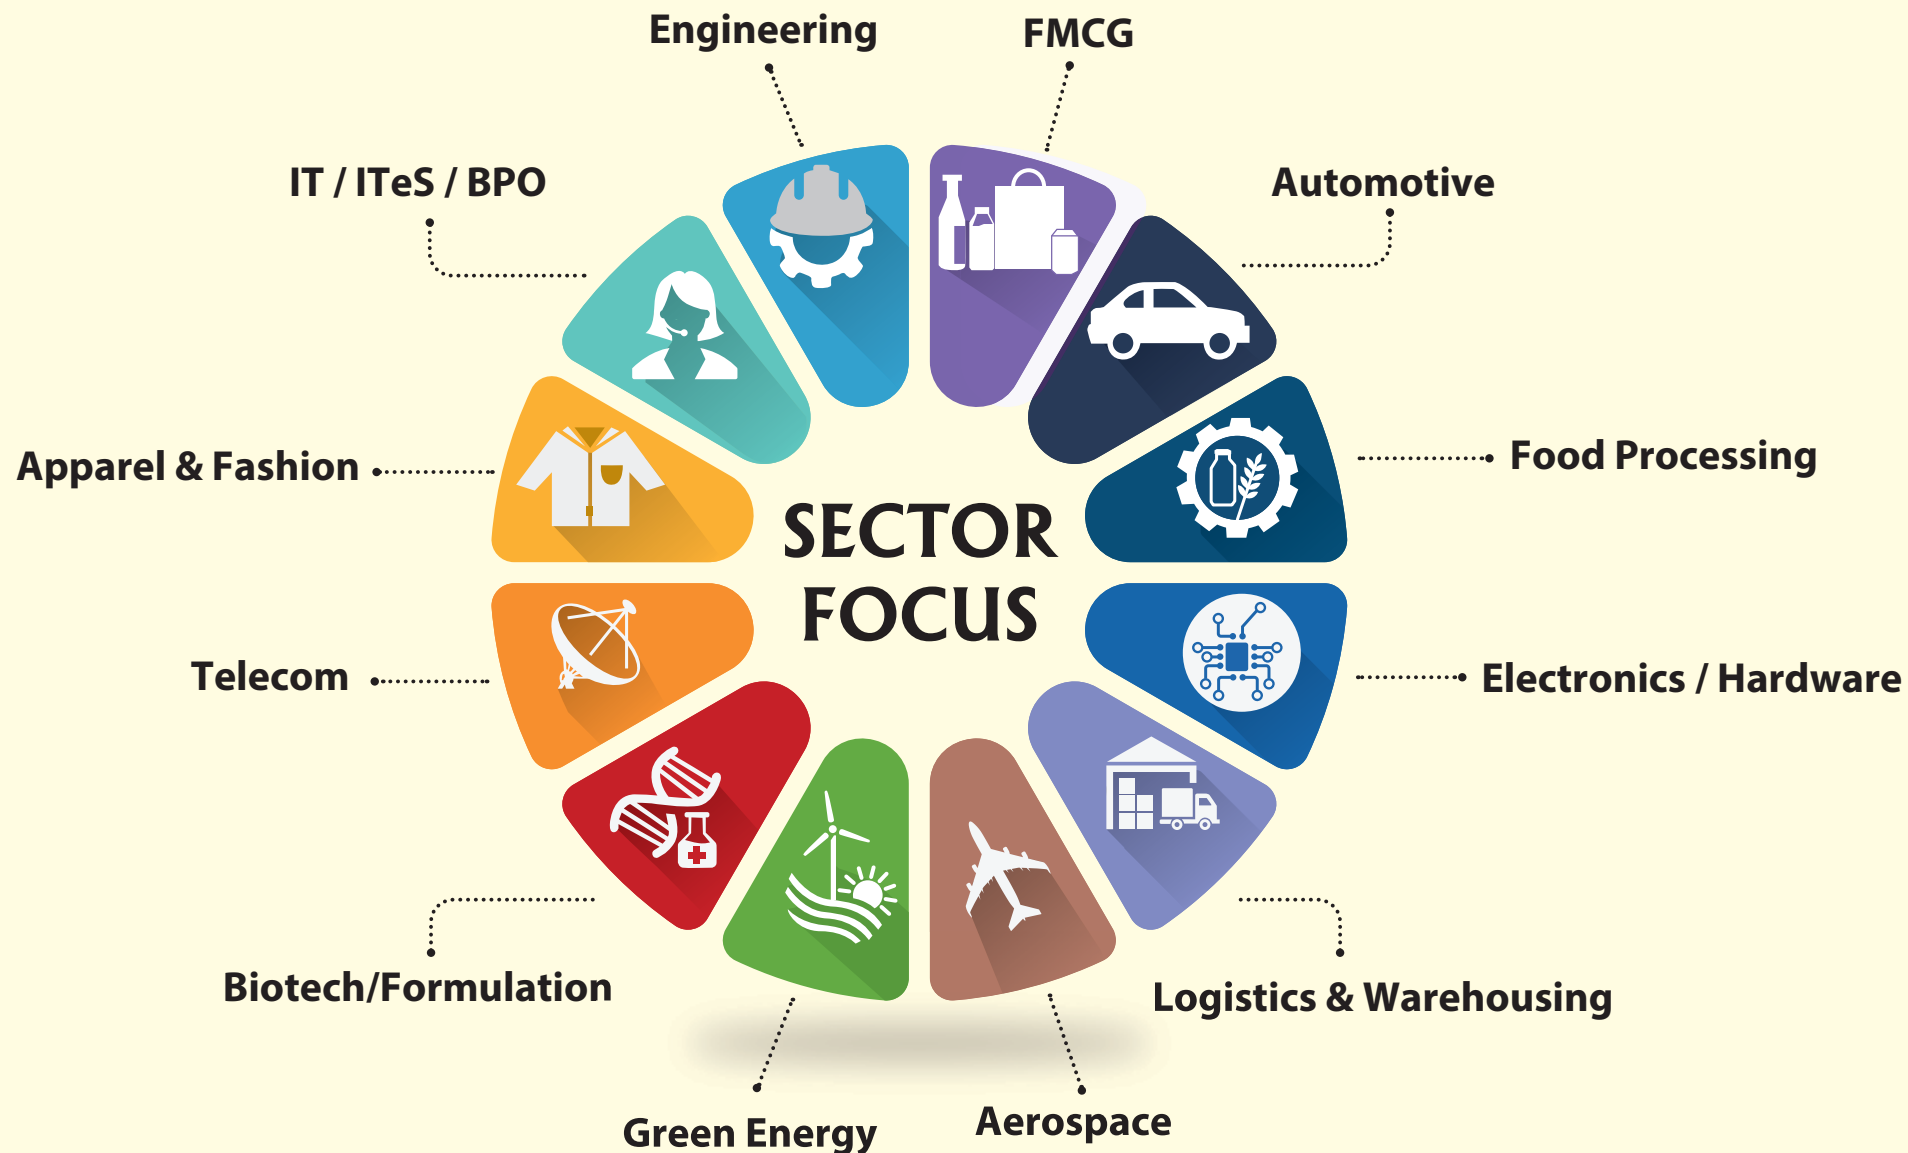 Engineering
FMCG
IT / ITeS / BPO
Automotive
Apparel & Fashion
Food Processing
SECTOR
FOCUS
Telecom
Electronics / Hardware
Biotech/Formulation
Logistics & Warehousing
Green Energy
Aerospace